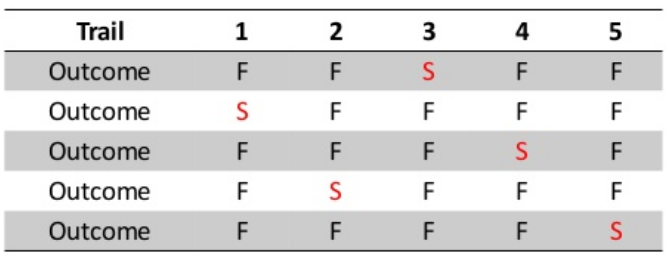 Trail 1 2 3 4 5
Outcome F F S F F
Outcome S F F F F
Outcome F F F S F
Outcome F S F F F
Outcome F F F F S